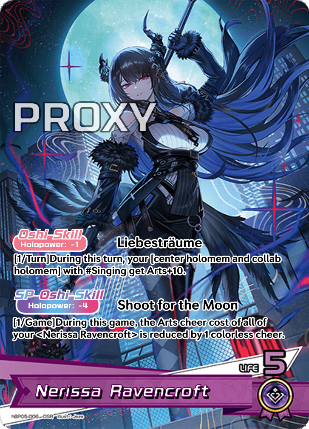 PROXY
Oshi-Skill
Holopower: -1
Liebesträume
[1/Turn]During this turn, your [center holomem and collab
holomem] with #Singing get Arts+10.
SP-Oshi-Skill
Holopower: -4
Shoot for the Moon
[1/Game]During this game, the Arts cheer cost of all of
your <Nerissa Ravencroft> is reduced by 1 colorless cheer.
LIFE 5
Nerissa Ravencroft